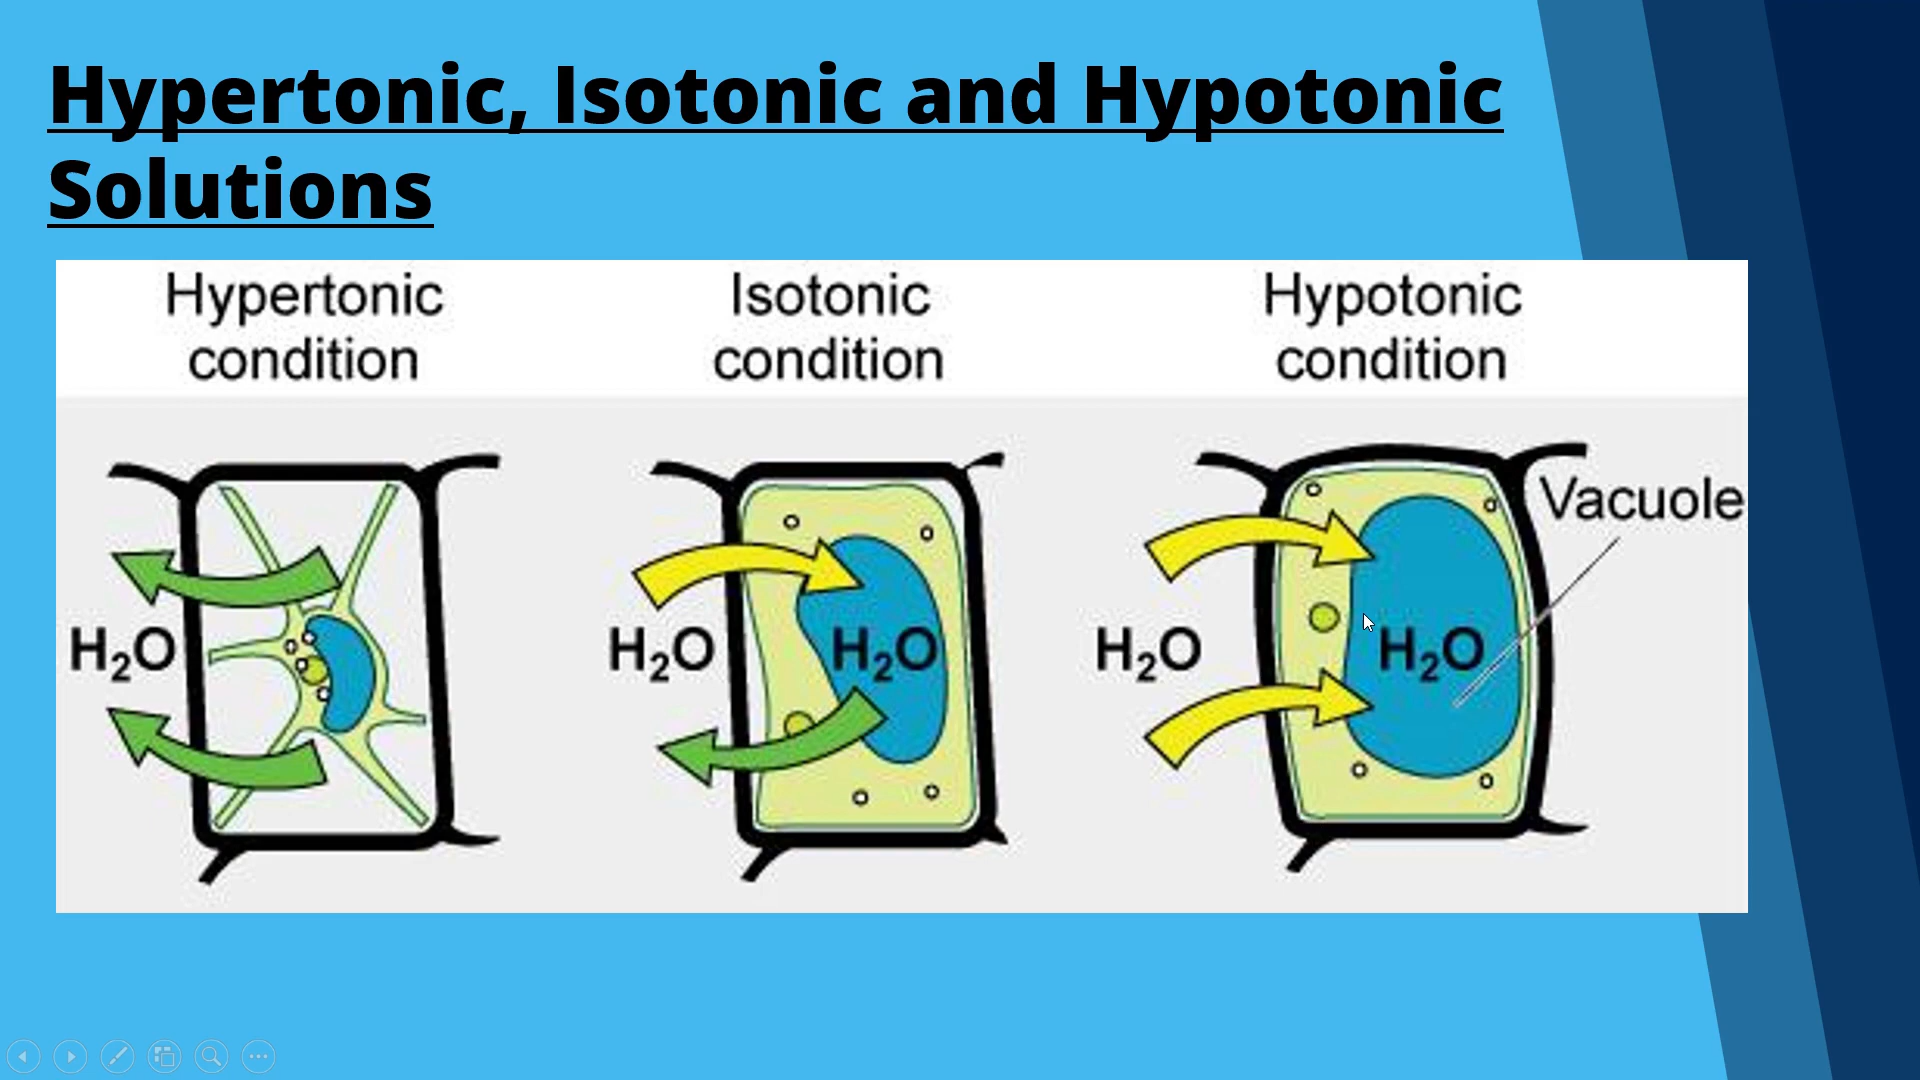 Hypertonic, Isotonic and Hypotonic
Solutions
Hypertonic
condition
Isotonic
condition
Hypotonic
condition
Vacuole
H₂O
H₂O
H₂O
H₂O
H₂O